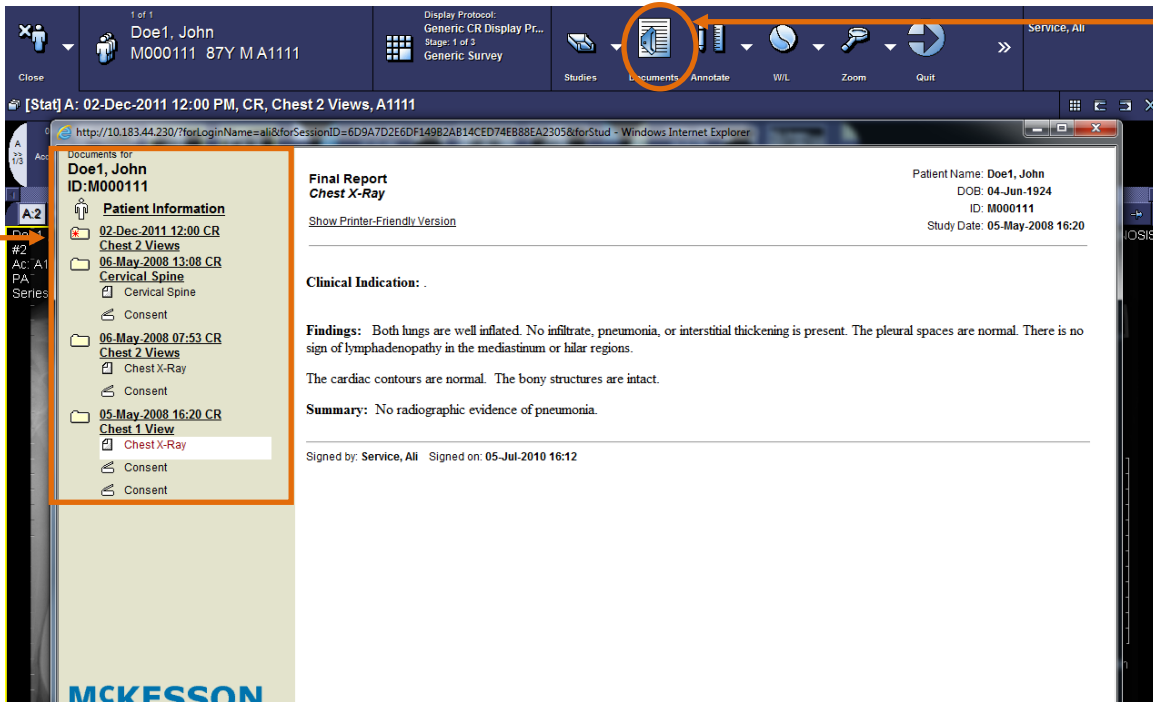 1 of 1
Doe1, John
M000111 87Y M A1111
Display Protocol:
Generic CR Display Pr...
Stage: 1 of 3
Generic Survey
Service, Ali
Close
Studies
Documents
Annotate
W/L
Zoom
Quit
[Stat] A: 02-Dec-2011 12:00 PM, CR, Chest 2 Views, A1111
http://10.183.44.230/?forLoginName=ali&forSessionID=6D9A7D2E6DF149B2AB14CED74EB88EA2305&forStud - Windows Internet Explorer
A
1/3
Acc
A:2
#2
Ac: A1
PA
Series
NOSIS
Documents for
Doe1, John
ID:M000111
Patient Information
02-Dec-2011 12:00 CR
Chest 2 Views
06-May-2008 13:08 CR
Cervical Spine
Cervical Spine
Consent
06-May-2008 07:53 CR
Chest 2 Views
Chest X-Ray
Consent
05-May-2008 16:20 CR
Chest 1 View
Chest X-Ray
Consent
Consent
MCKESSON
Final Report
Chest X-Ray
Show Printer-Friendly Version
Patient Name: Doe1, John
DOB: 04-Jun-1924
ID: M000111
Study Date: 05-May-2008 16:20
Clinical Indication: .
Findings: Both lungs are well inflated. No infiltrate, pneumonia, or interstitial thickening is present. The pleural spaces are normal. There is no
sign of lymphadenopathy in the mediastinum or hilar regions.
The cardiac contours are normal. The bony structures are intact.
Summary: No radiographic evidence of pneumonia.
Signed by: Service, Ali Signed on: 05-Jul-2010 16:12